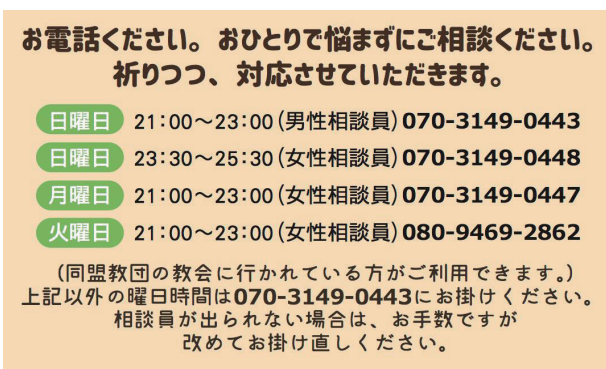 お電話ください。おひとりで悩まずにご相談ください。
祈りつつ、対応させていただきます。
日曜日 21:00～23:00(男性相談員)070-3149-0443
日曜日 23:30～25:30(女性相談員)070-3149-0448
月曜日 21:00～23:00(女性相談員)070-3149-0447
火曜日 21:00～23:00(女性相談員)080-9469-2862
(同盟教団の教会に行かれている方がご利用できます。)
上記以外の曜日時間は070-3149-0443にお掛けください。
相談員が出られない場合は、お手数ですが
改めてお掛け直しください。